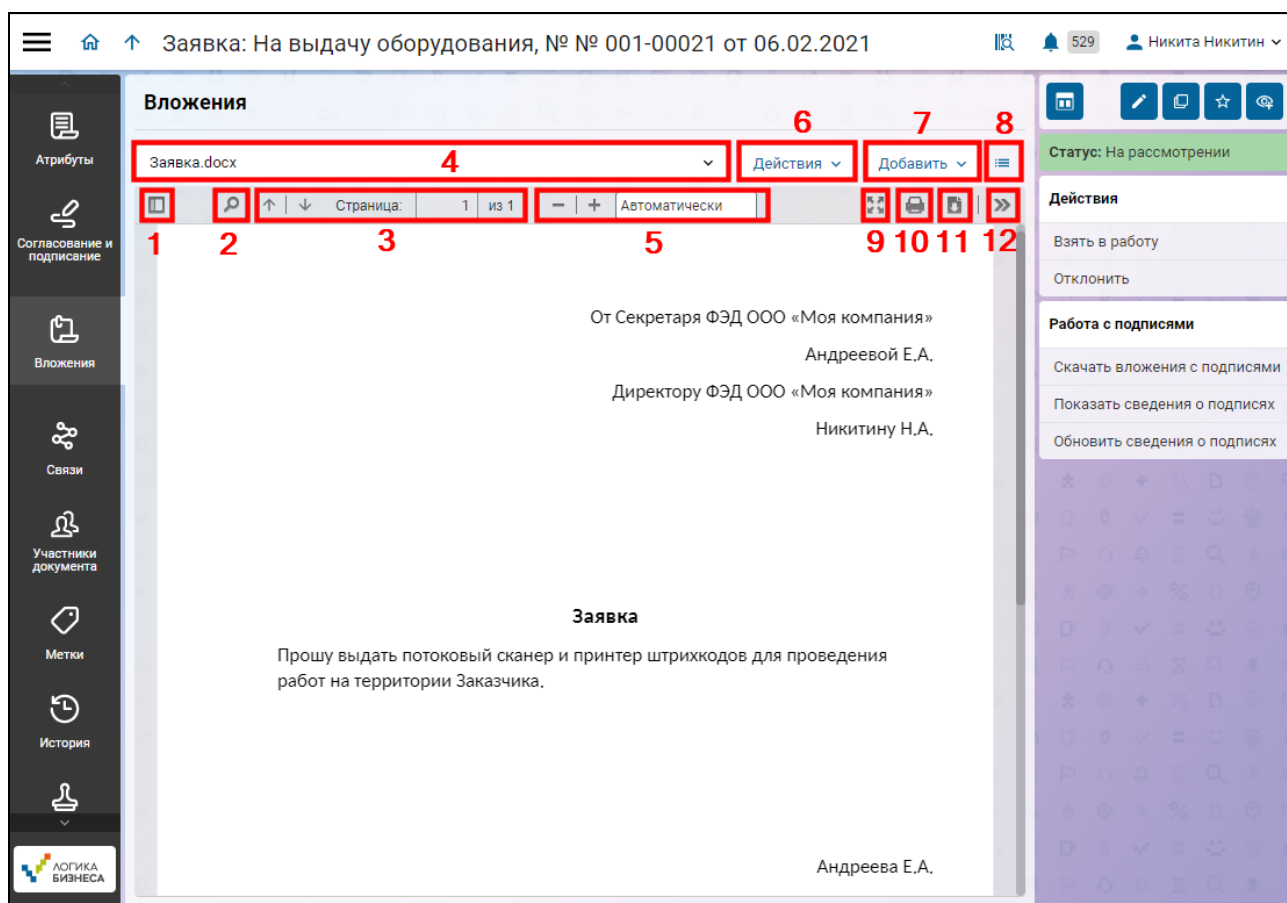 Заявка: На выдачу оборудования, № № 001-00021 от 06.02.2021
529
Никита Никитин
Атрибуты
Согласование и
подписание
Вложения
Связи
Участники
документа
Метки
История
ЛОГИКА
БИЗНЕСА
Вложения
6
7
8
Заявка.docx
4
Действия
Добавить
Страница:
1
из 1
Автоматически
1
2
3
5
9
10
11
12
От Секретаря ФЭД ООО «Моя компания»
Андреевой Е.А.
Директору ФЭД ООО «Моя компания»
Никитину Н.А.
Заявка
Прошу выдать потоковый сканер и принтер штрихкодов для проведения
работ на территории Заказчика.
Андреева Е.А.
Статус: На рассмотрении
Действия
Взять в работу
Отклонить
Работа с подписями
Скачать вложения с подписями
Показать сведения о подписях
Обновить сведения о подписях